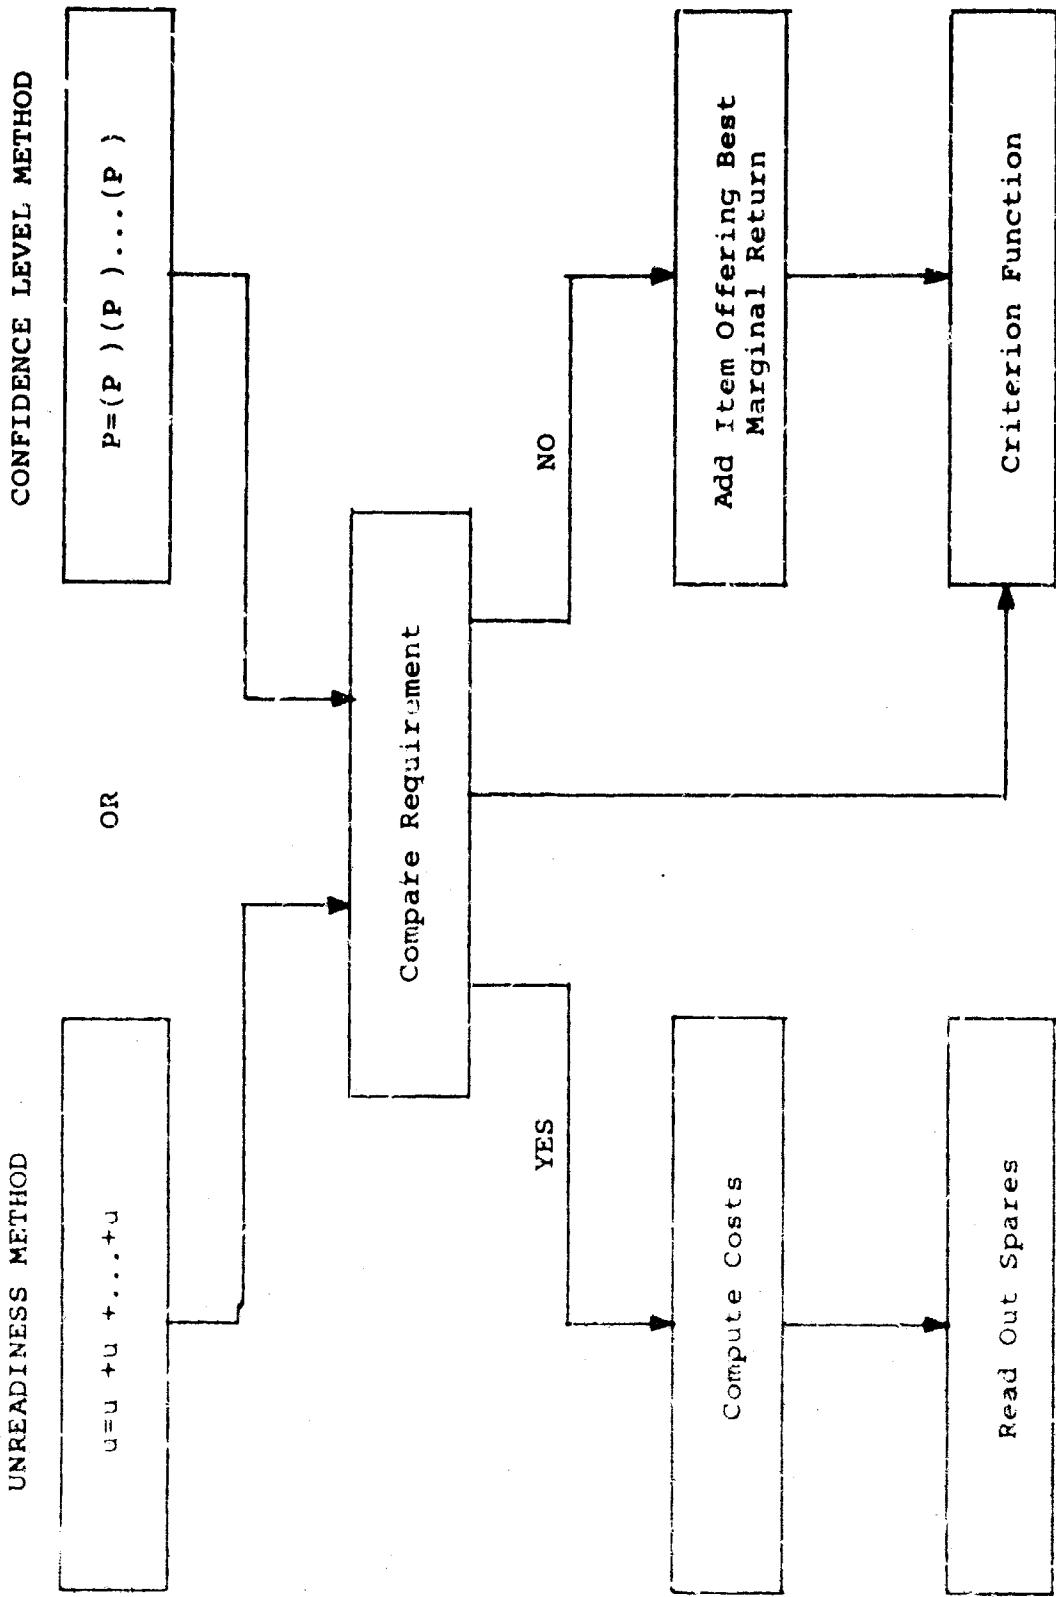 UNREADINESS METHOD
CONFIDENCE LEVEL METHOD
u=u +u +...+u
OR
P=(P )(P )...(P )
Compare Requirement
YES
NO
Compute Costs
Add Item Offering Best
Marginal Return
Read Out Spares
Criterion Function